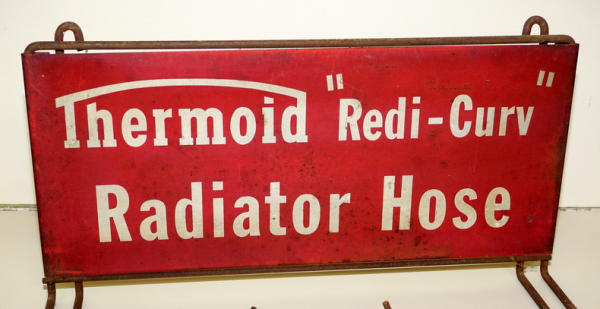 Thermoid "Redi-Curv"
Radiator Hose